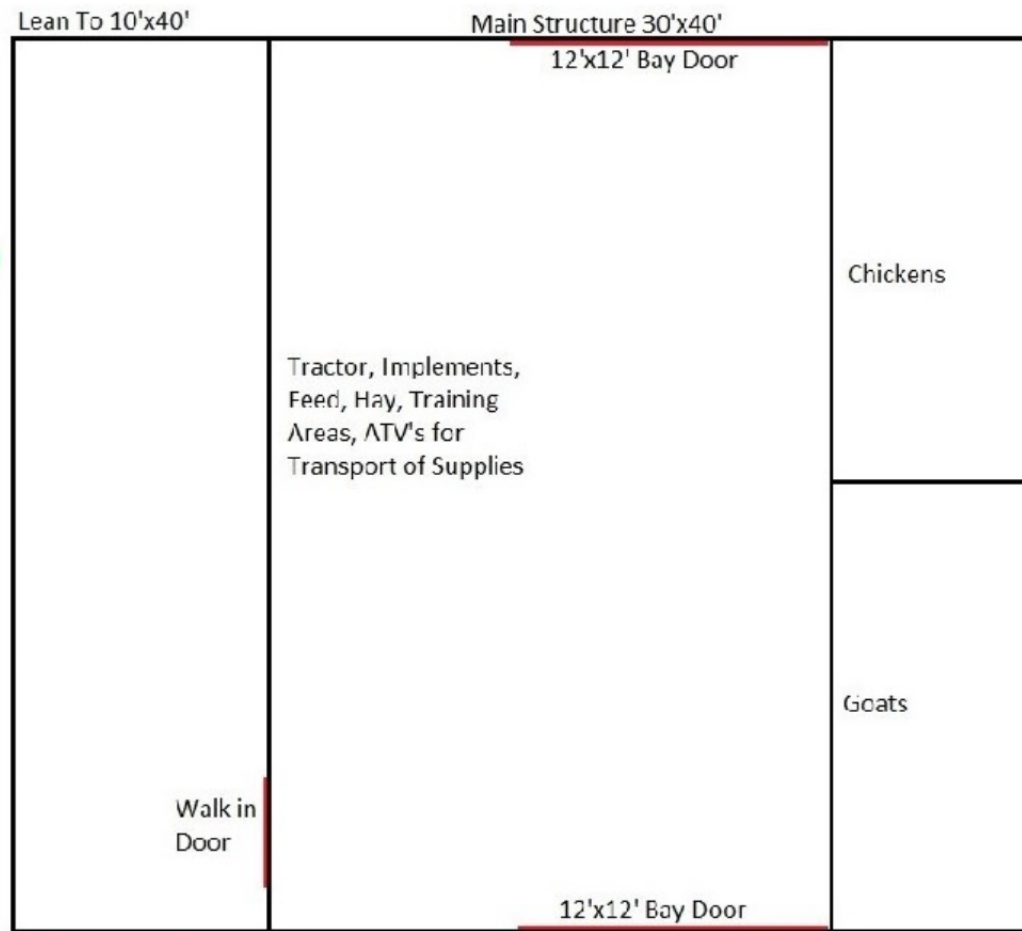 Lean To 10'x40'
Main Structure 30'x40'
12'x12' Bay Door
Chickens
Tractor, Implements,
Feed, Hay, Training
Areas, ATV's for
Transport of Supplies
Goats
Walk in
Door
12'x12' Bay Door